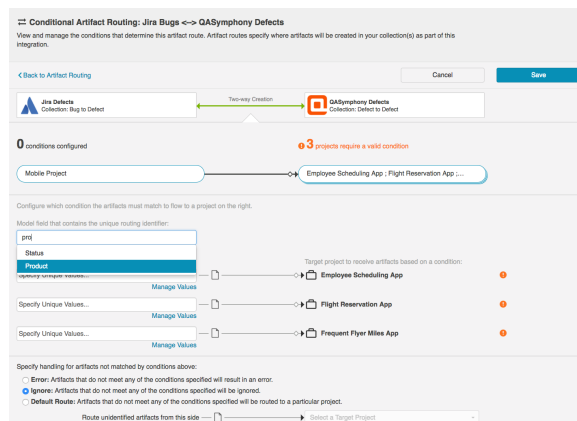 Conditional Artifact Routing: Jira Bugs <--> QASymphony Defects
View and manage the conditions that determine this artifact route. Artifact routes specify where artifacts will be created in your collection(s) as part of this
integration.
Back to Artifact Routing
Cancel
Save
Jira Defects
Collection: Bug to Defect
Two-way Creation
QASymphony Defects
Collection: Defect to Defect
0 conditions configured
3 projects require a valid condition
Mobile Project
Employee Scheduling App ; Flight Reservation App ;...
Configure which condition the artifacts must match to flow to a project on the right.
Model field that contains the unique routing identifier:
pro
Status
Product
Target project to receive artifacts based on a condition:
Specify Unique Values...
Employee Scheduling App
Manage Values
Specify Unique Values...
Flight Reservation App
Manage Values
Specify Unique Values...
Frequent Flyer Miles App
Manage Values
Specify handling for artifacts not matched by conditions above:
Error: Artifacts that do not meet any of the conditions specified will result in an error.
Ignore: Artifacts that do not meet any of the conditions specified will be ignored.
Default Route: Artifacts that do not meet any of the conditions specified will be routed to a particular project.
Route unidentified artifacts from this side
Select a Target Project